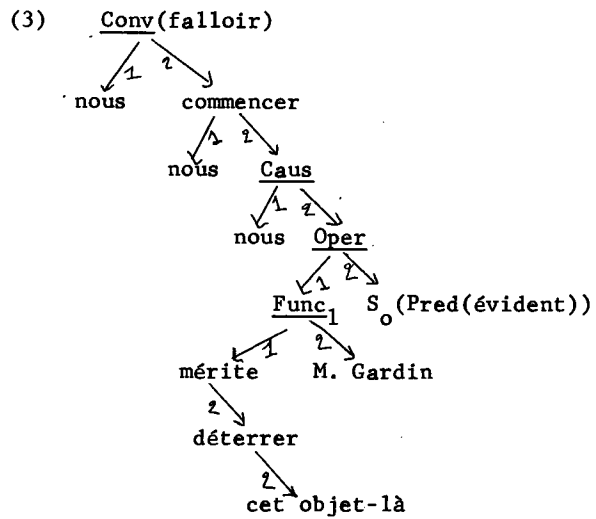 (3) Conv(falloir)
1 2
nous commencer
1 2
nous Caus
1 2
nous Oper
1 2
Func1 So(Pred(évident))
1 2
mérite M. Gardin
2
déterrer
2
cet objet-là